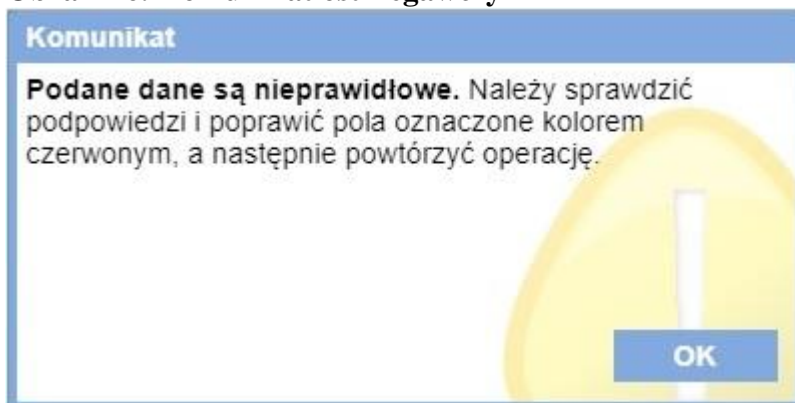 Komunikat
Podane dane są nieprawidłowe. Należy sprawdzić
podpowiedzi i poprawić pola oznaczone kolorem
czerwonym, a następnie powtórzyć operację.
OK